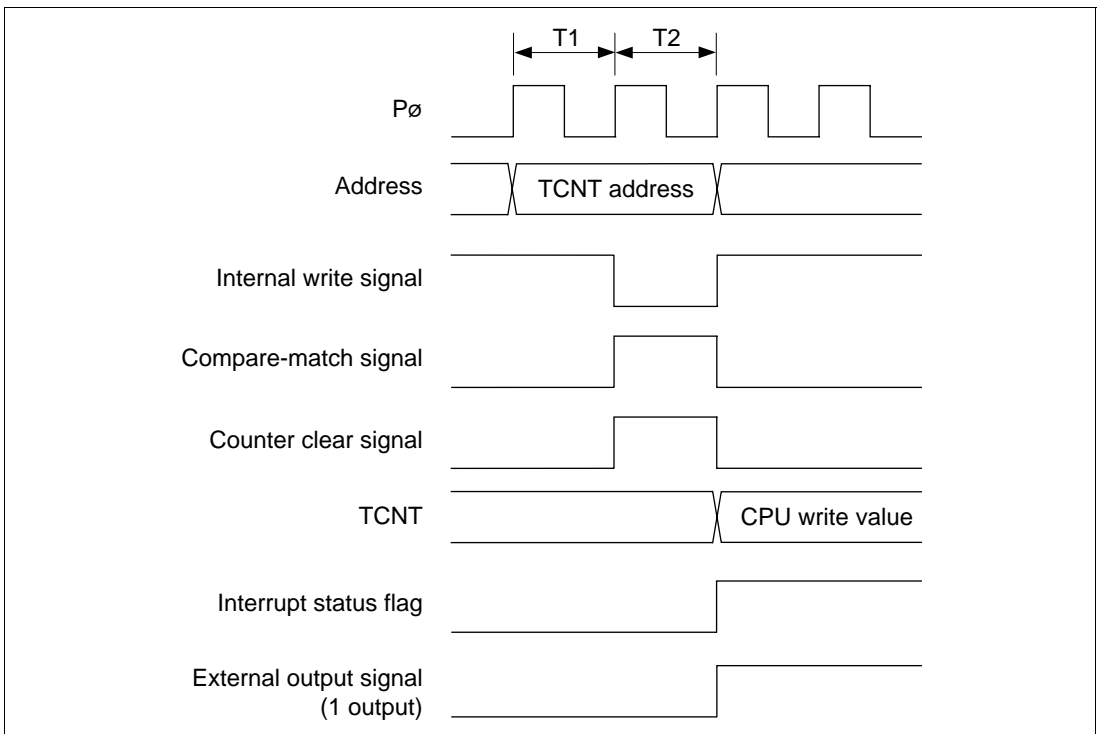 T1 T2
Pø
Address TCNT address
Internal write signal
Compare-match signal
Counter clear signal
TCNT CPU write value
Interrupt status flag
External output signal
(1 output)